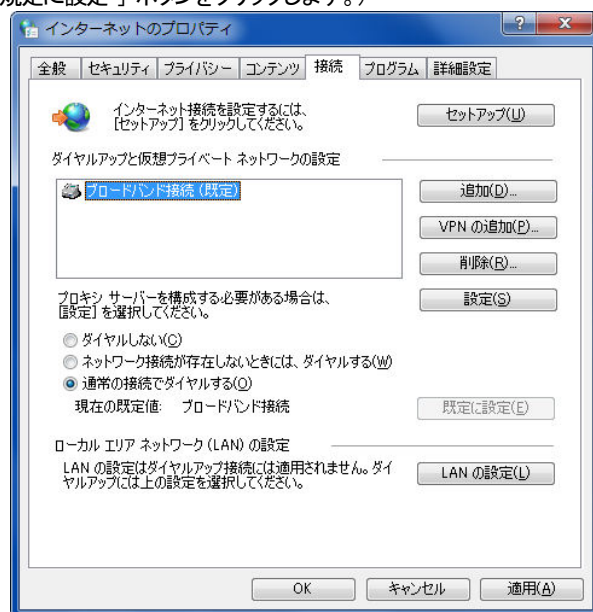 規定に設定 」 ボタンをクリックします。)
インターネットのプロパティ
?
X
全般
セキュリティ
プライバシー
コンテンツ
接続
プログラム
詳細設定
インターネット接続を設定するには、
[セットアップ] をクリックしてください。
セットアップ(U)
ダイヤルアップと仮想プライベート ネットワークの設定
ブロードバンド接続 (既定)
追加(D)...
VPN の追加(P)...
削除(R)...
プロキシ サーバーを構成する必要がある場合は、
[設定] を選択してください。
設定(S)
ダイヤルしない(C)
ネットワーク接続が存在しないときには、ダイヤルする(W)
通常の接続でダイヤルする(O)
現在の既定値: ブロードバンド接続
既定に設定(E)
ローカル エリア ネットワーク (LAN) の設定
LAN の設定はダイヤルアップ接続には適用されません。ダイ
ヤルアップには上の設定を選択してください。
LAN の設定(L)
OK
キャンセル
適用(A)